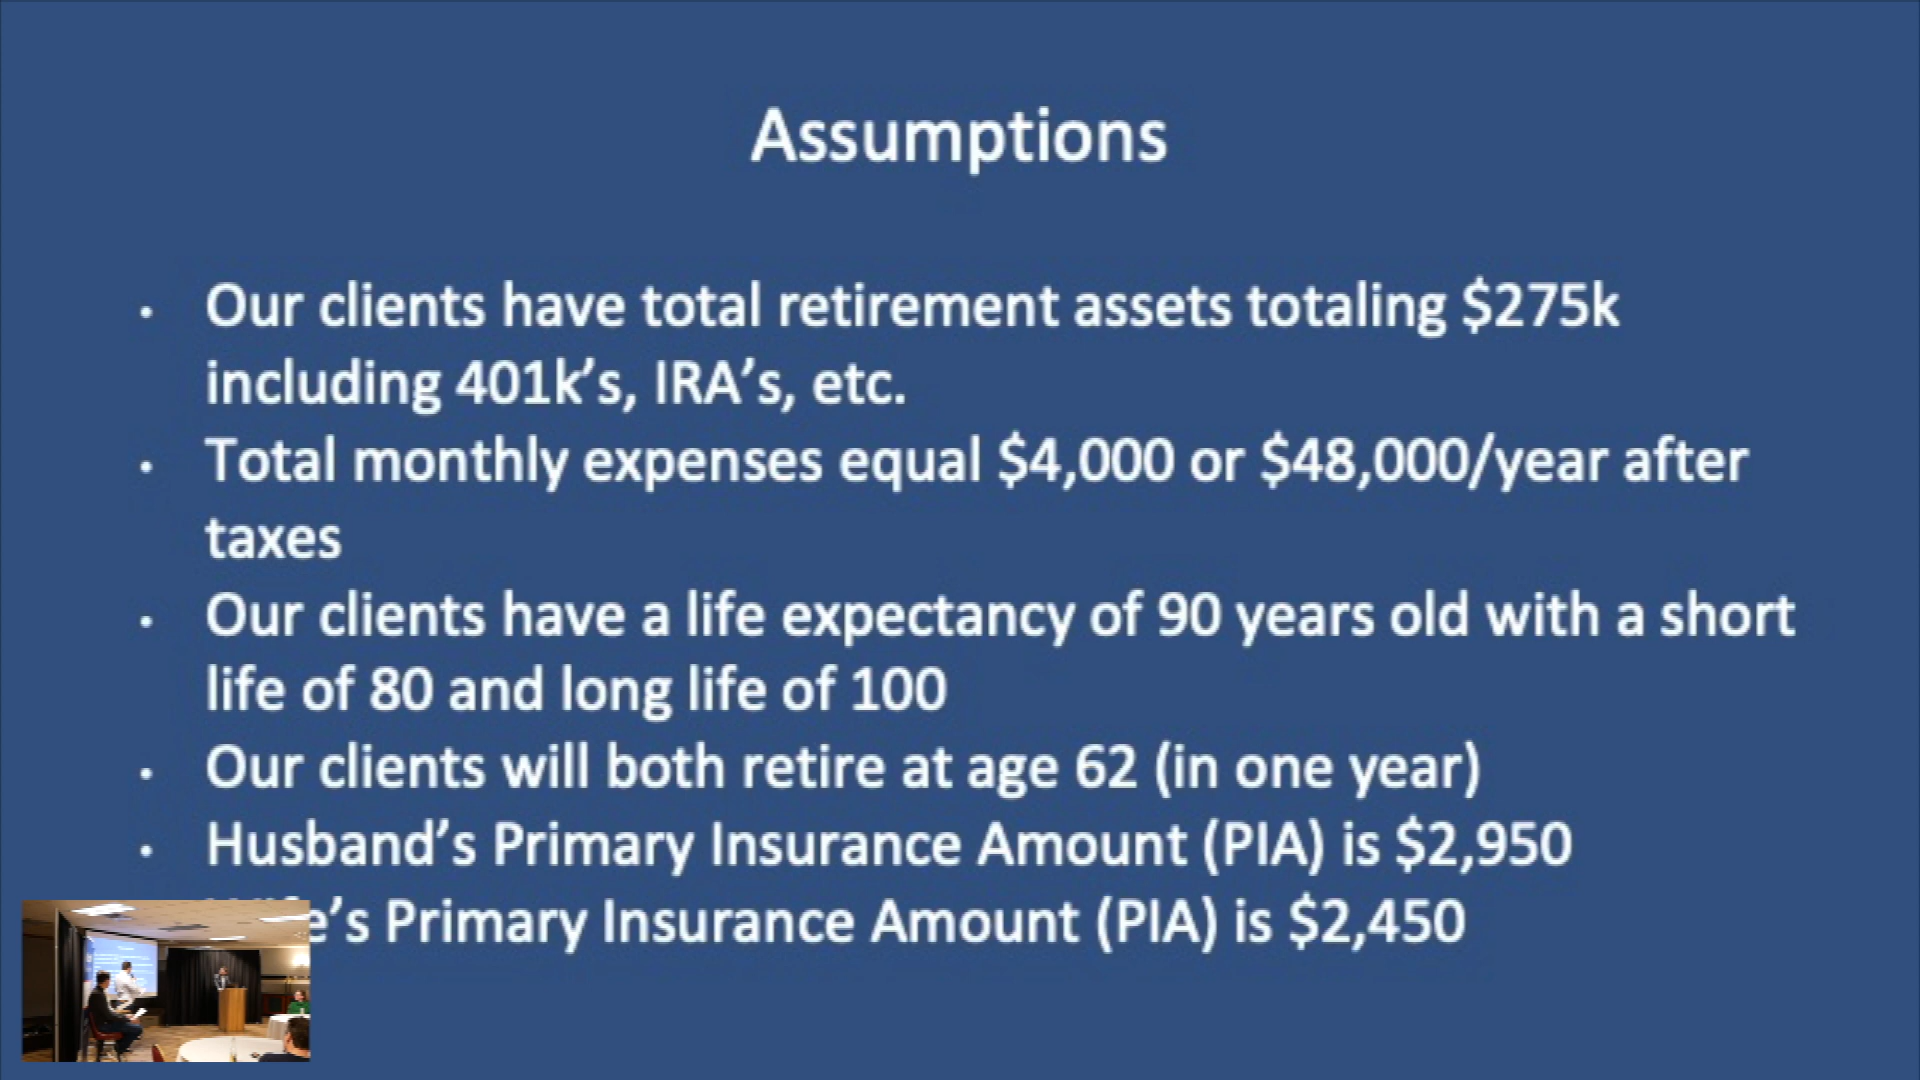 Assumptions
Our clients have total retirement assets totaling $275k
including 401k's, IRA's, etc.
Total monthly expenses equal $4,000 or $48,000/year after
taxes
Our clients have a life expectancy of 90 years old with a short
life of 80 and long life of 100
Our clients will both retire at age 62 (in one year)
Husband's Primary Insurance Amount (PIA) is $2,950
Primary Insurance Amount (PIA) is $2,450